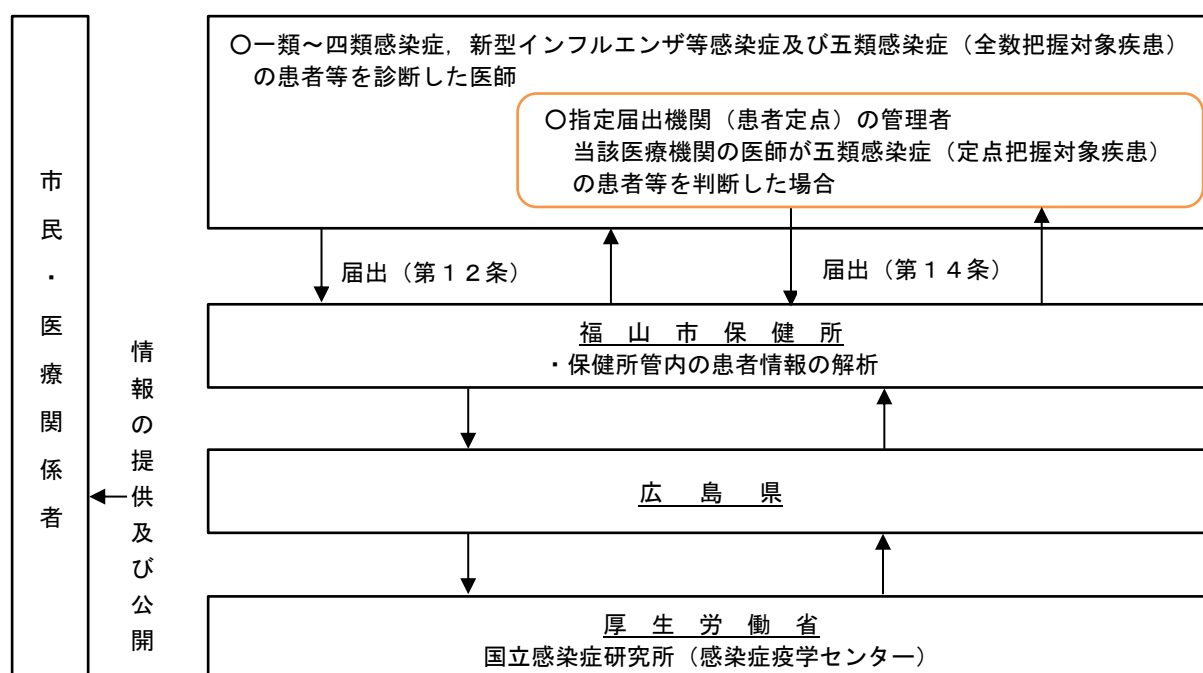 市民・医療関係者
情報の提供及び公開
〇一類～四類感染症，新型インフルエンザ等感染症及び五類感染症（全数把握対象疾患）
の患者等を診断した医師
〇指定届出機関（患者定点）の管理者
当該医療機関の医師が五類感染症（定点把握対象疾患）
の患者等を判断した場合
届出（第１２条）
届出（第１４条）
福山市保健所
・保健所管内の患者情報の解析
広島県
厚生労働省
国立感染症研究所（感染症疫学センター）